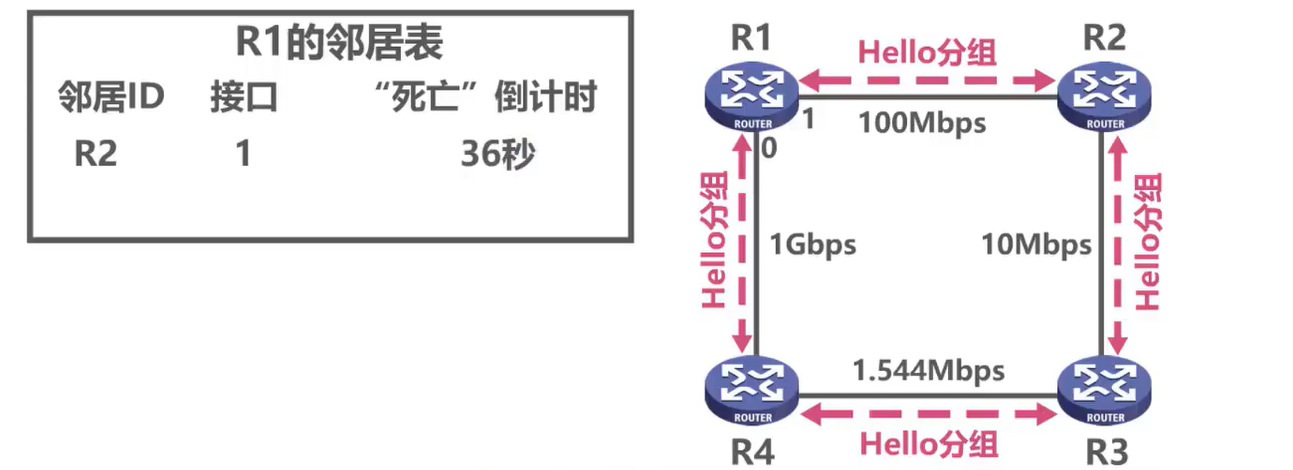 R1的邻居表
邻居ID 接口 “死亡”倒计时
R2 1 36秒
R1
R2
Hello分组
ROUTER
ROUTER
1
100Mbps
0
Hello分组
1Gbps
10Mbps
Hello分组
1.544Mbps
ROUTER
ROUTER
Hello分组
R4
R3